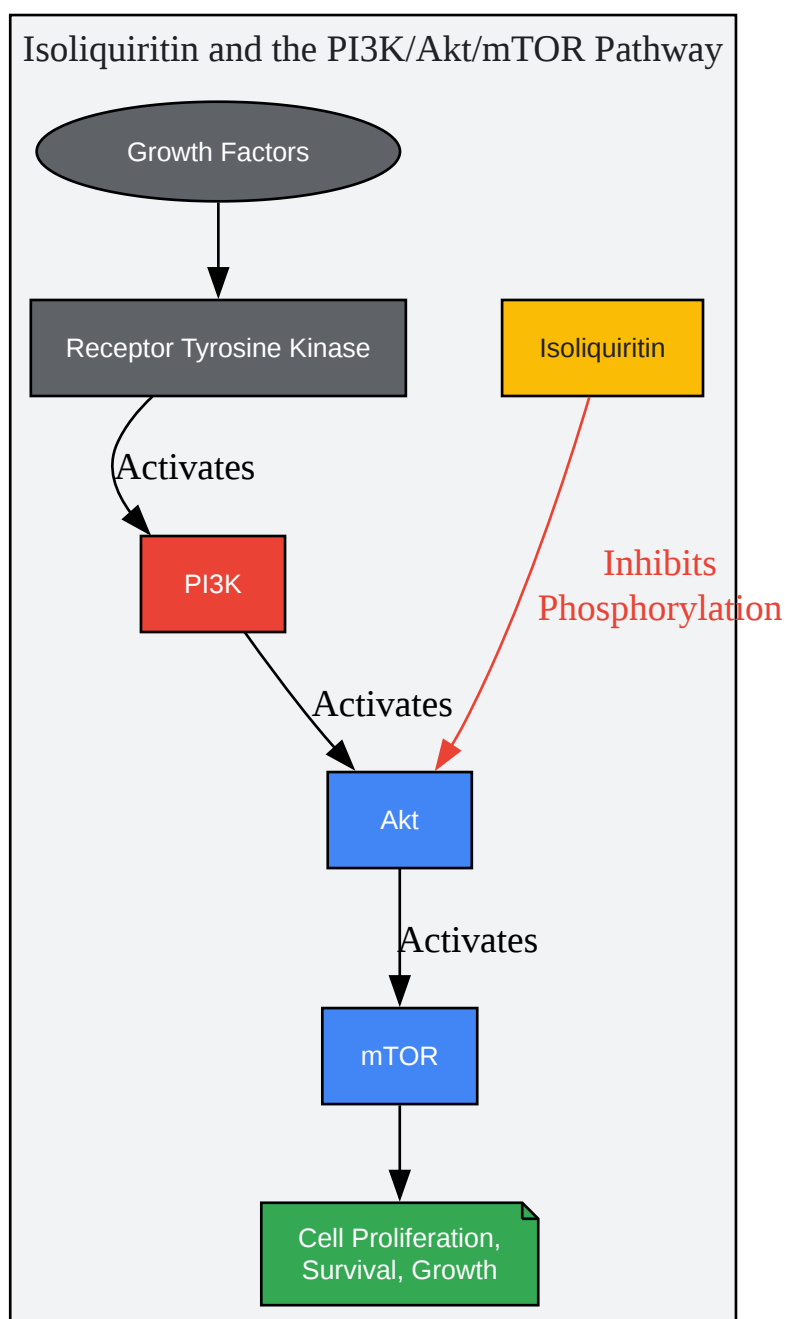 Isoliquiritin and the PI3K/Akt/mTOR Pathway
Growth Factors
Receptor Tyrosine Kinase
Isoliquiritin
Activates
PI3K
Inhibits
Phosphorylation
Activates
Akt
Activates
mTOR
Cell Proliferation,
Survival, Growth